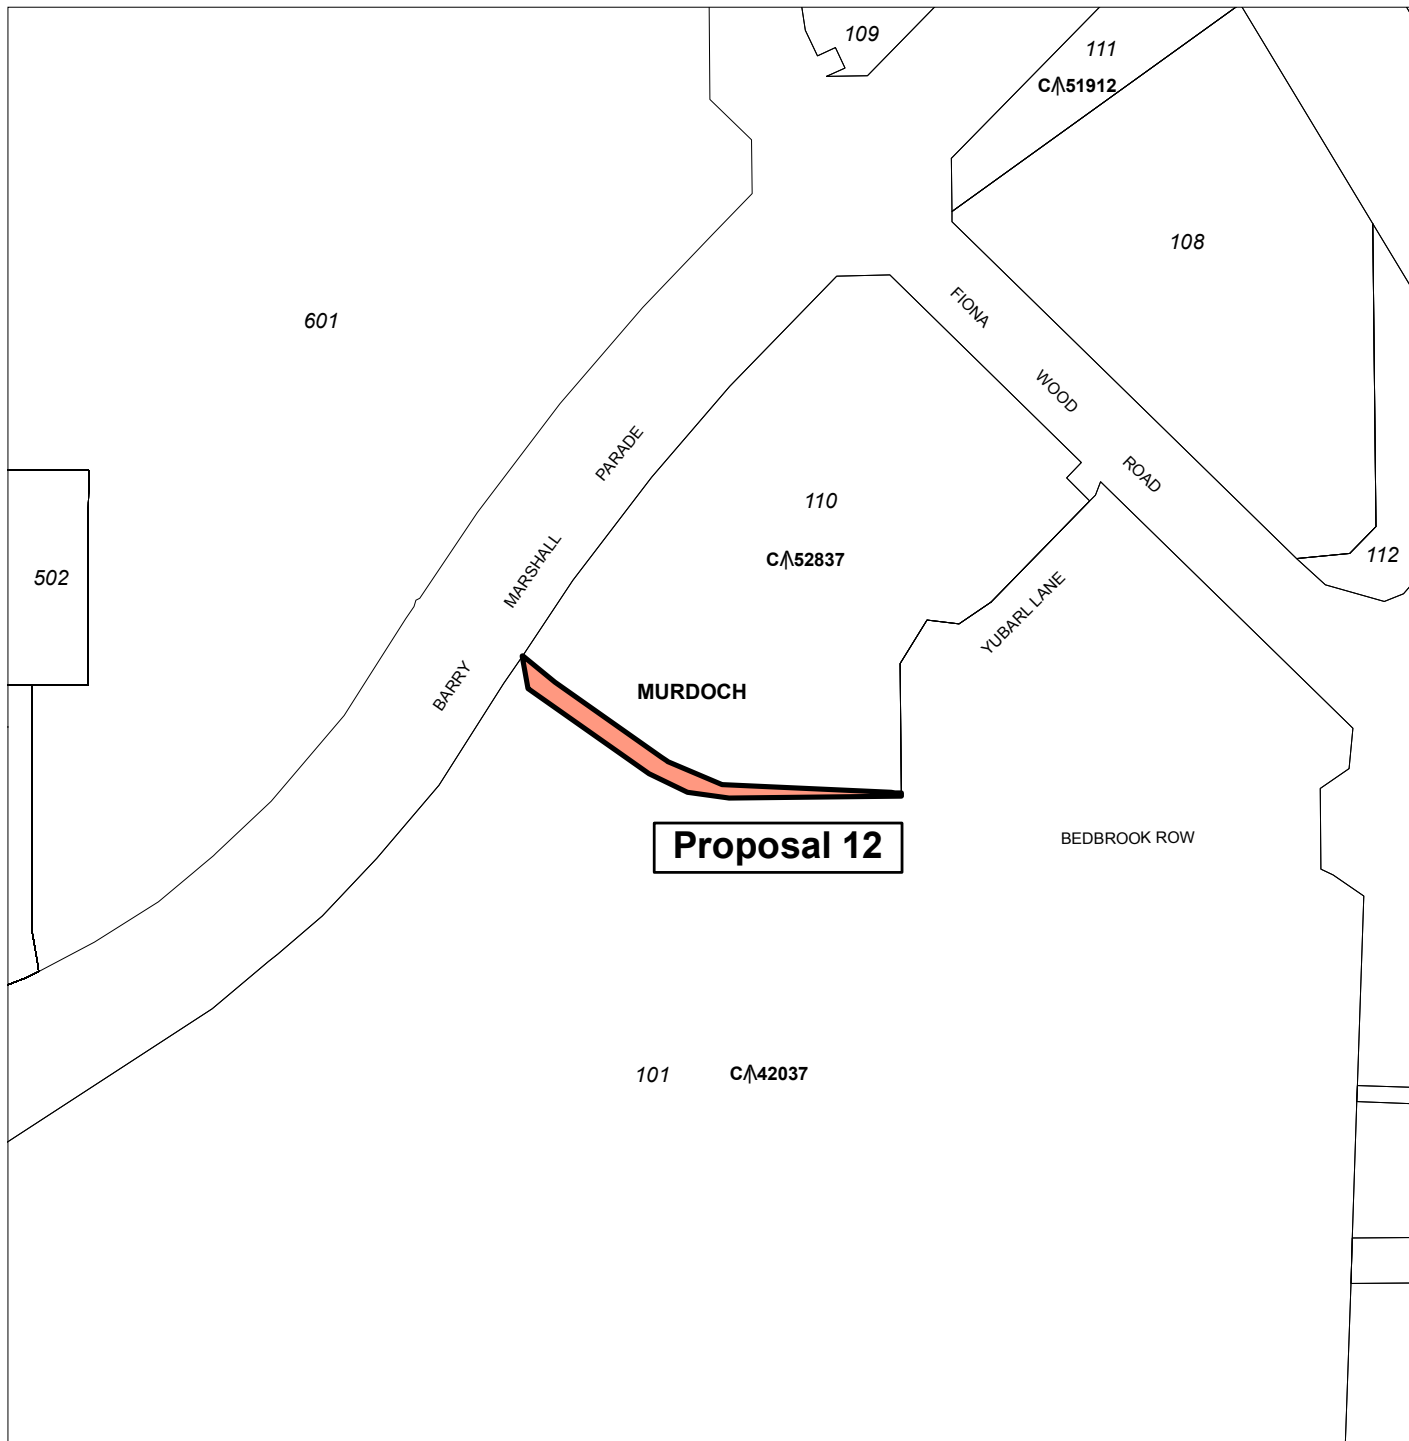 109
111
C/|\51912
108
601
FIONA WOOD ROAD
BARRY MARSHALL PARADE
110
C/|\52837
112
502
YUBARL LANE
MURDOCH
Proposal 12
BEDBROOK ROW
101
C/|\42037